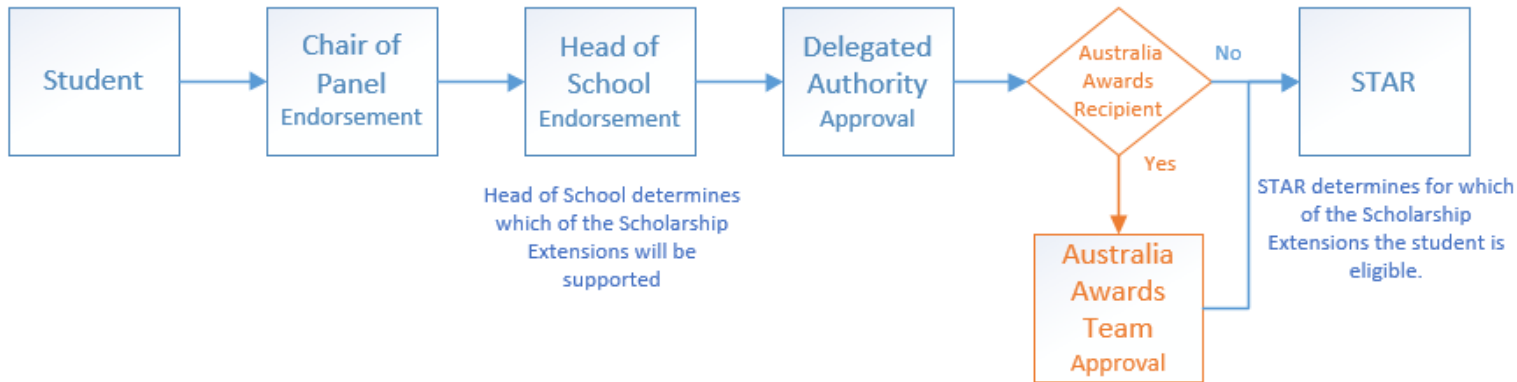 Student
Chair of
Panel
Endorsement
Head of
School
Endorsement
Head of School determines
which of the Scholarship
Extensions will be
supported
Delegated
Authority
Approval
Australia
Awards
Recipient
No
Yes
Australia
Awards
Team
Approval
STAR
STAR determines for which
of the Scholarship
Extensions the student is
eligible.